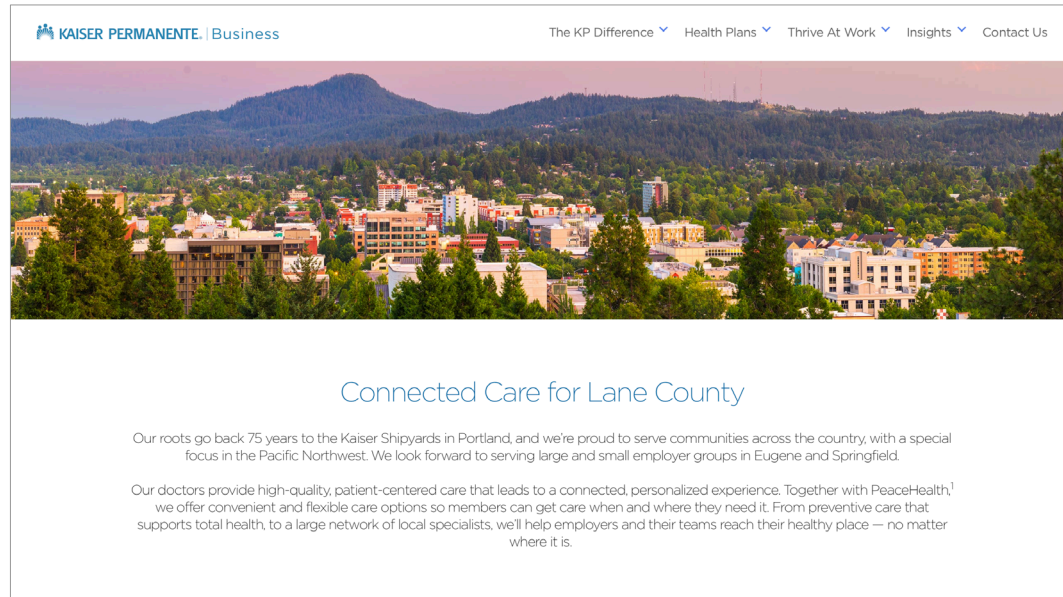 KAISER PERMANENTE® | Business
The KP Difference
Health Plans
Thrive At Work
Insights
Contact Us
Connected Care for Lane County
Our roots go back 75 years to the Kaiser Shipyards in Portland, and we're proud to serve communities across the country, with a special
focus in the Pacific Northwest. We look forward to serving large and small employer groups in Eugene and Springfield.
Our doctors provide high-quality, patient-centered care that leads to a connected, personalized experience. Together with PeaceHealth,¹
we offer convenient and flexible care options so members can get care when and where they need it. From preventive care that
supports total health, to a large network of local specialists, we'll help employers and their teams reach their healthy place — no matter
where it is.